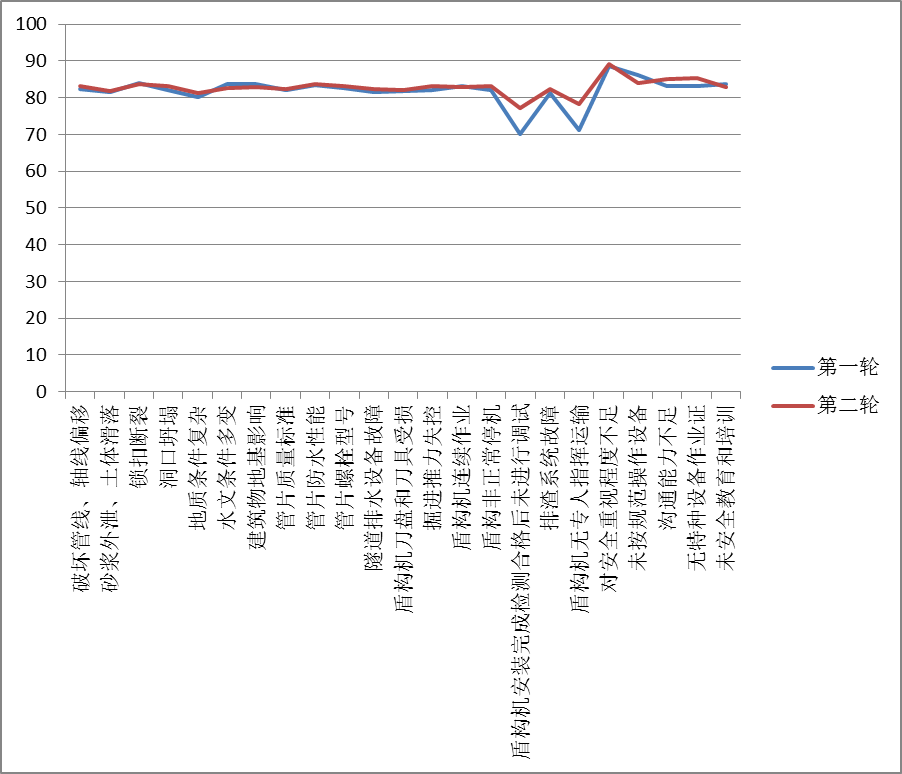 100
90
80
70
60
50
40
30
20
10
0
破坏管线、轴线偏移
砂浆外泄、土体滑落
锁扣断裂
洞口坍塌
地质条件复杂
水文条件多变
建筑物地基影响
管片质量标准
管片防水性能
管片螺栓型号
隧道排水设备故障
盾构机刀盘和刀具受损
掘进推力失控
盾构机连续作业
盾构非正常停机
盾构机安装完成检测合格后未进行调试
排渣系统故障
盾构机无专人指挥运输
对安全重视程度不足
未按规范操作设备
沟通能力不足
无特种设备作业证
未安全教育和培训
第一轮
第二轮